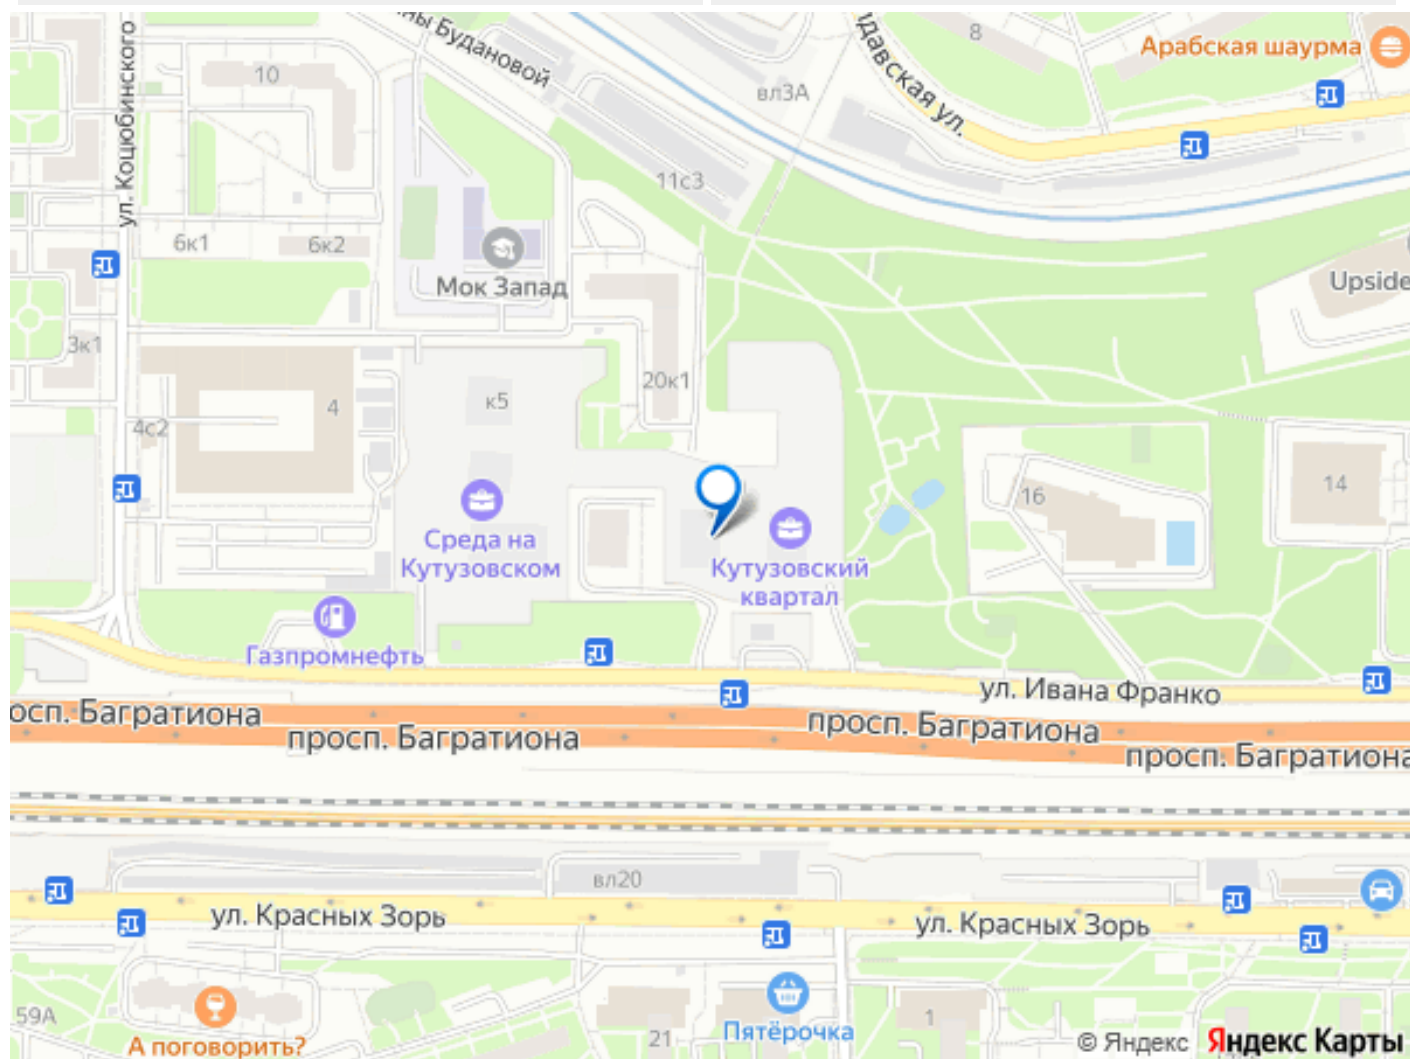 ул. Коцюбинского
ны Будановой
10
вл3А
8
Арабская шаурма
давская ул.
11с3
6к1
6к2
Мок Запад
Upside
3к1
20к1
к5
4
4с2
16
14
Среда на
Кутузовском
Кутузовский
квартал
Газпромнефть
ул. Ивана Франко
осп. Багратиона
просп. Багратиона
просп. Багратиона
просп. Багратиона
вл20
ул. Красных Зорь
ул. Красных Зорь
59А
А поговорить?
21
Пятёрочка
1
© Яндекс Яндекс Карты